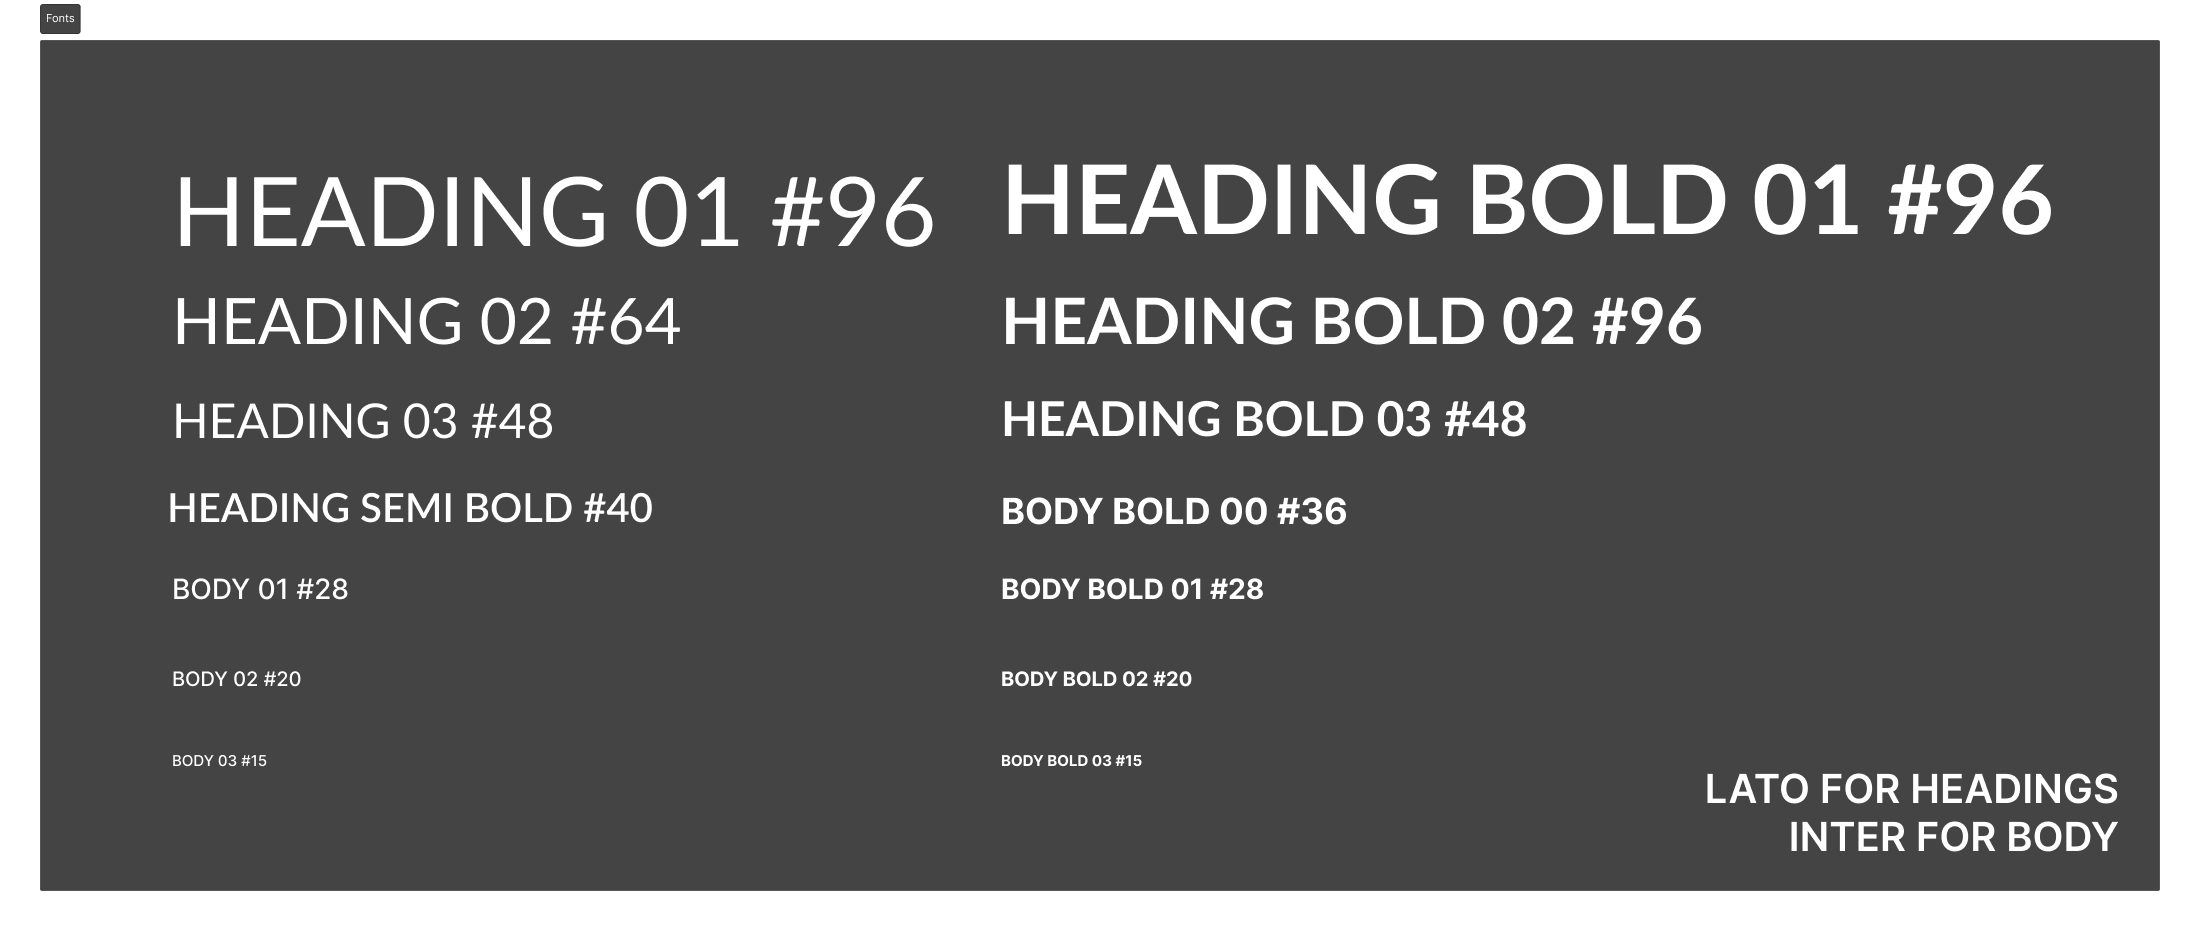 Fonts
HEADING 01 #96
HEADING 02 #64
HEADING 03 #48
HEADING SEMI BOLD #40
BODY 01 #28
BODY 02 #20
BODY 03 #15
HEADING BOLD 01 #96
HEADING BOLD 02 #96
HEADING BOLD 03 #48
BODY BOLD 00 #36
BODY BOLD 01 #28
BODY BOLD 02 #20
BODY BOLD 03 #15
LATO FOR HEADINGS
INTER FOR BODY